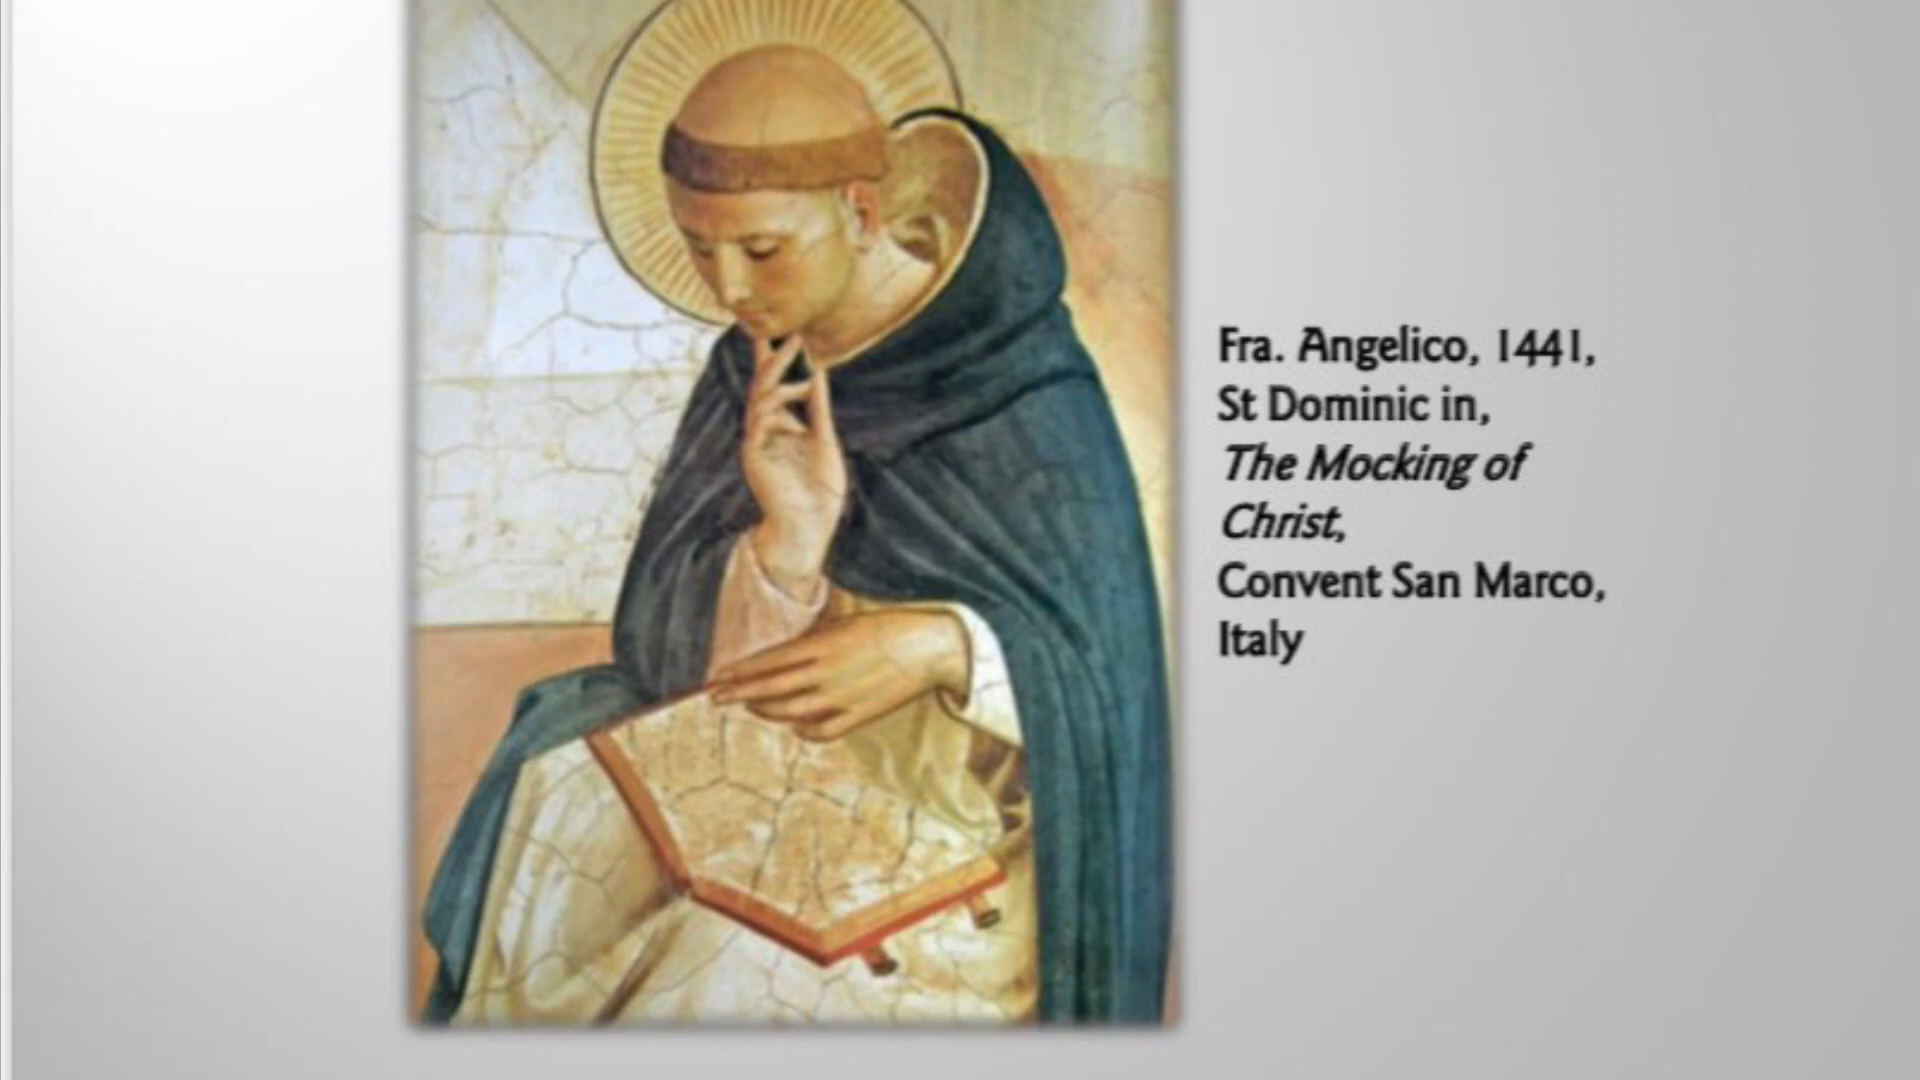 Fra. Angelico, 1441,
St Dominic in,
The Mocking of
Christ,
Convent San Marco,
Italy